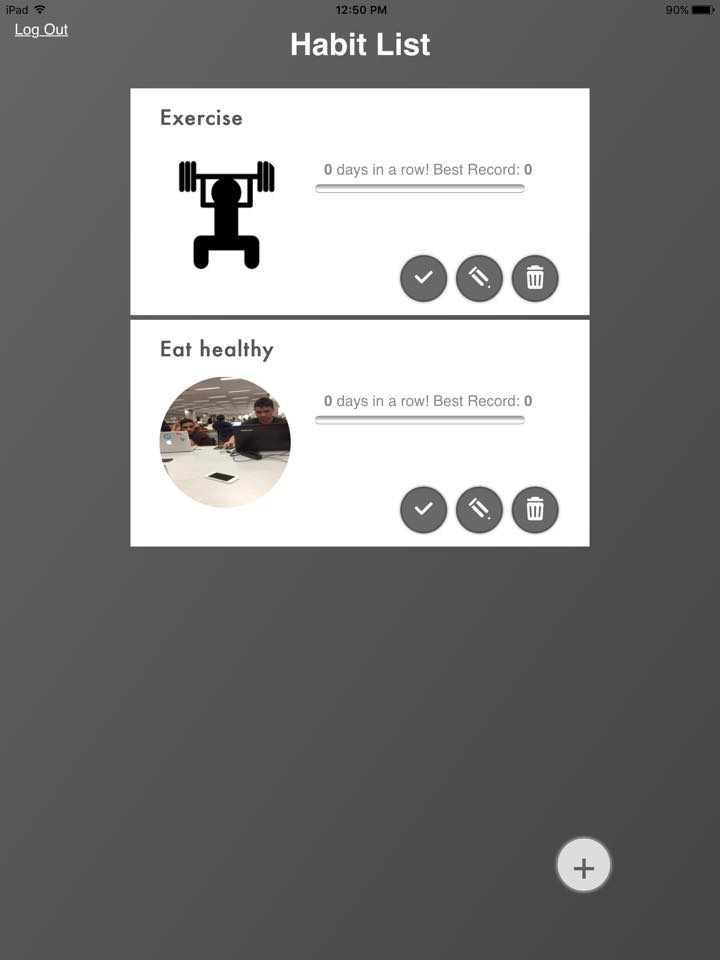 iPad
12:50 PM
90%
Log Out
Habit List
Exercise
0 days in a row! Best Record: 0
Eat healthy
0 days in a row! Best Record: 0